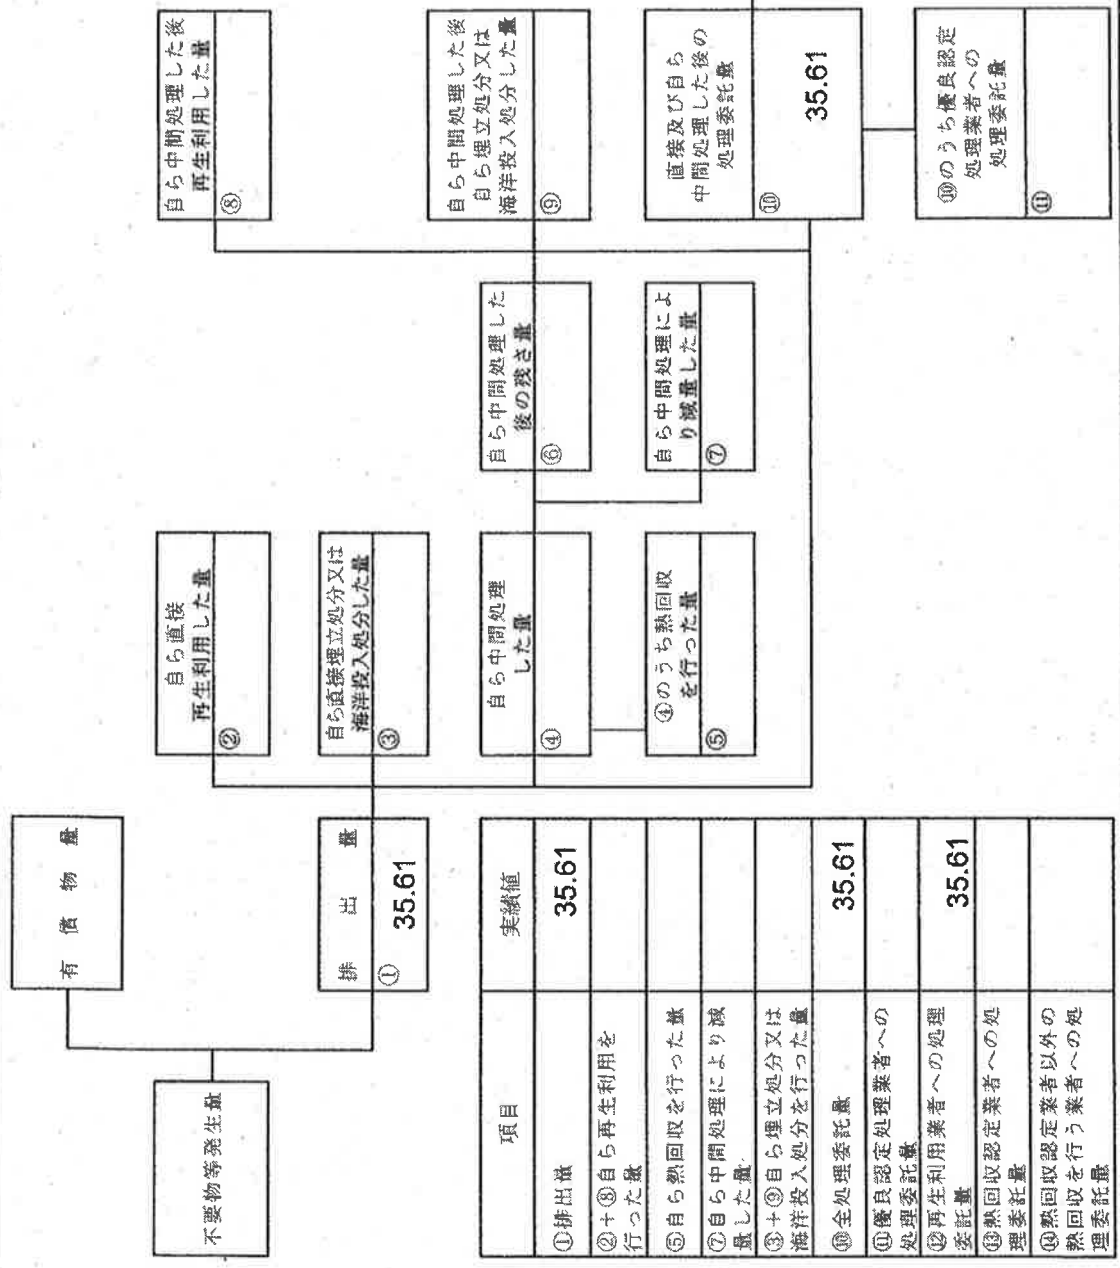 不要物等発生量
有償物量
排出量
①
35.61
自ら直接
再生利用した量
②
自ら直接埋立処分又は
海洋投入処分した量
③
自ら中間処理
した量
④
④のうち熱回収
を行った量
⑤
自ら中間処理した
後の残さ量
⑥
自ら中間処理によ
り減量した量
⑦
自ら中間処理した後
再生利用した量
⑧
自ら中間処理した後
自ら埋立処分又は
海洋投入処分した量
⑨
直接及び自ら
中間処理した後の
処理委託量
⑩
35.61
⑩のうち優良認定
処理業者への
処理委託量
⑪
項目
実績値
①排出量
35.61
②+⑧自ら再生利用を
行った量
⑤自ら熱回収を行った量
⑦自ら中間処理により減
量した量
③+⑨自ら埋立処分又は
海洋投入処分を行った量
⑩全処理委託量
35.61
⑪優良認定処理業者への
処理委託量
⑫再生利用業者への処理
委託量
35.61
⑬熱回収認定業者への処
理委託量
⑭熱回収認定業者以外の
熱回収を行う業者への処
理委託量